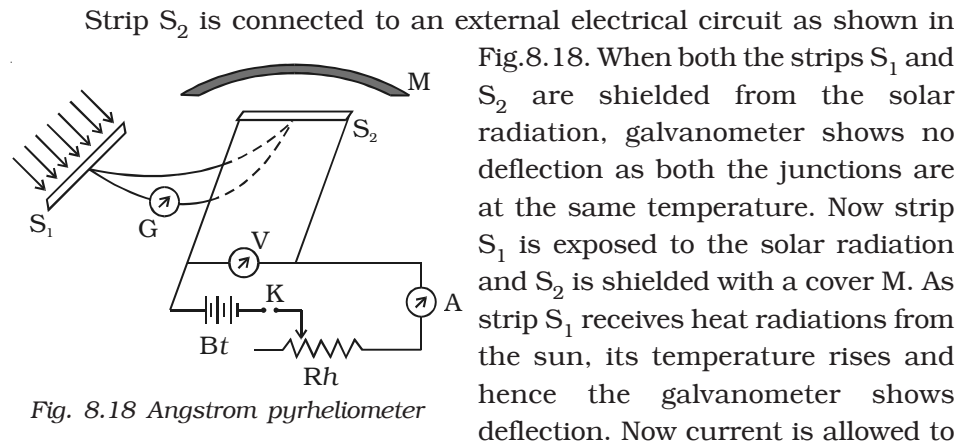 Strip S₂ is connected to an external electrical circuit as shown in
Fig.8.18. When both the strips S₁ and
S₂ are shielded from the solar
radiation, galvanometer shows no
deflection as both the junctions are
at the same temperature. Now strip
S₁ is exposed to the solar radiation
and S₂ is shielded with a cover M. As
strip S₁ receives heat radiations from
the sun, its temperature rises and
hence the galvanometer shows
deflection. Now current is allowed to
M
S₂
S₁
G
V
K
A
Bt
Rh
Fig. 8.18 Angstrom pyrheliometer